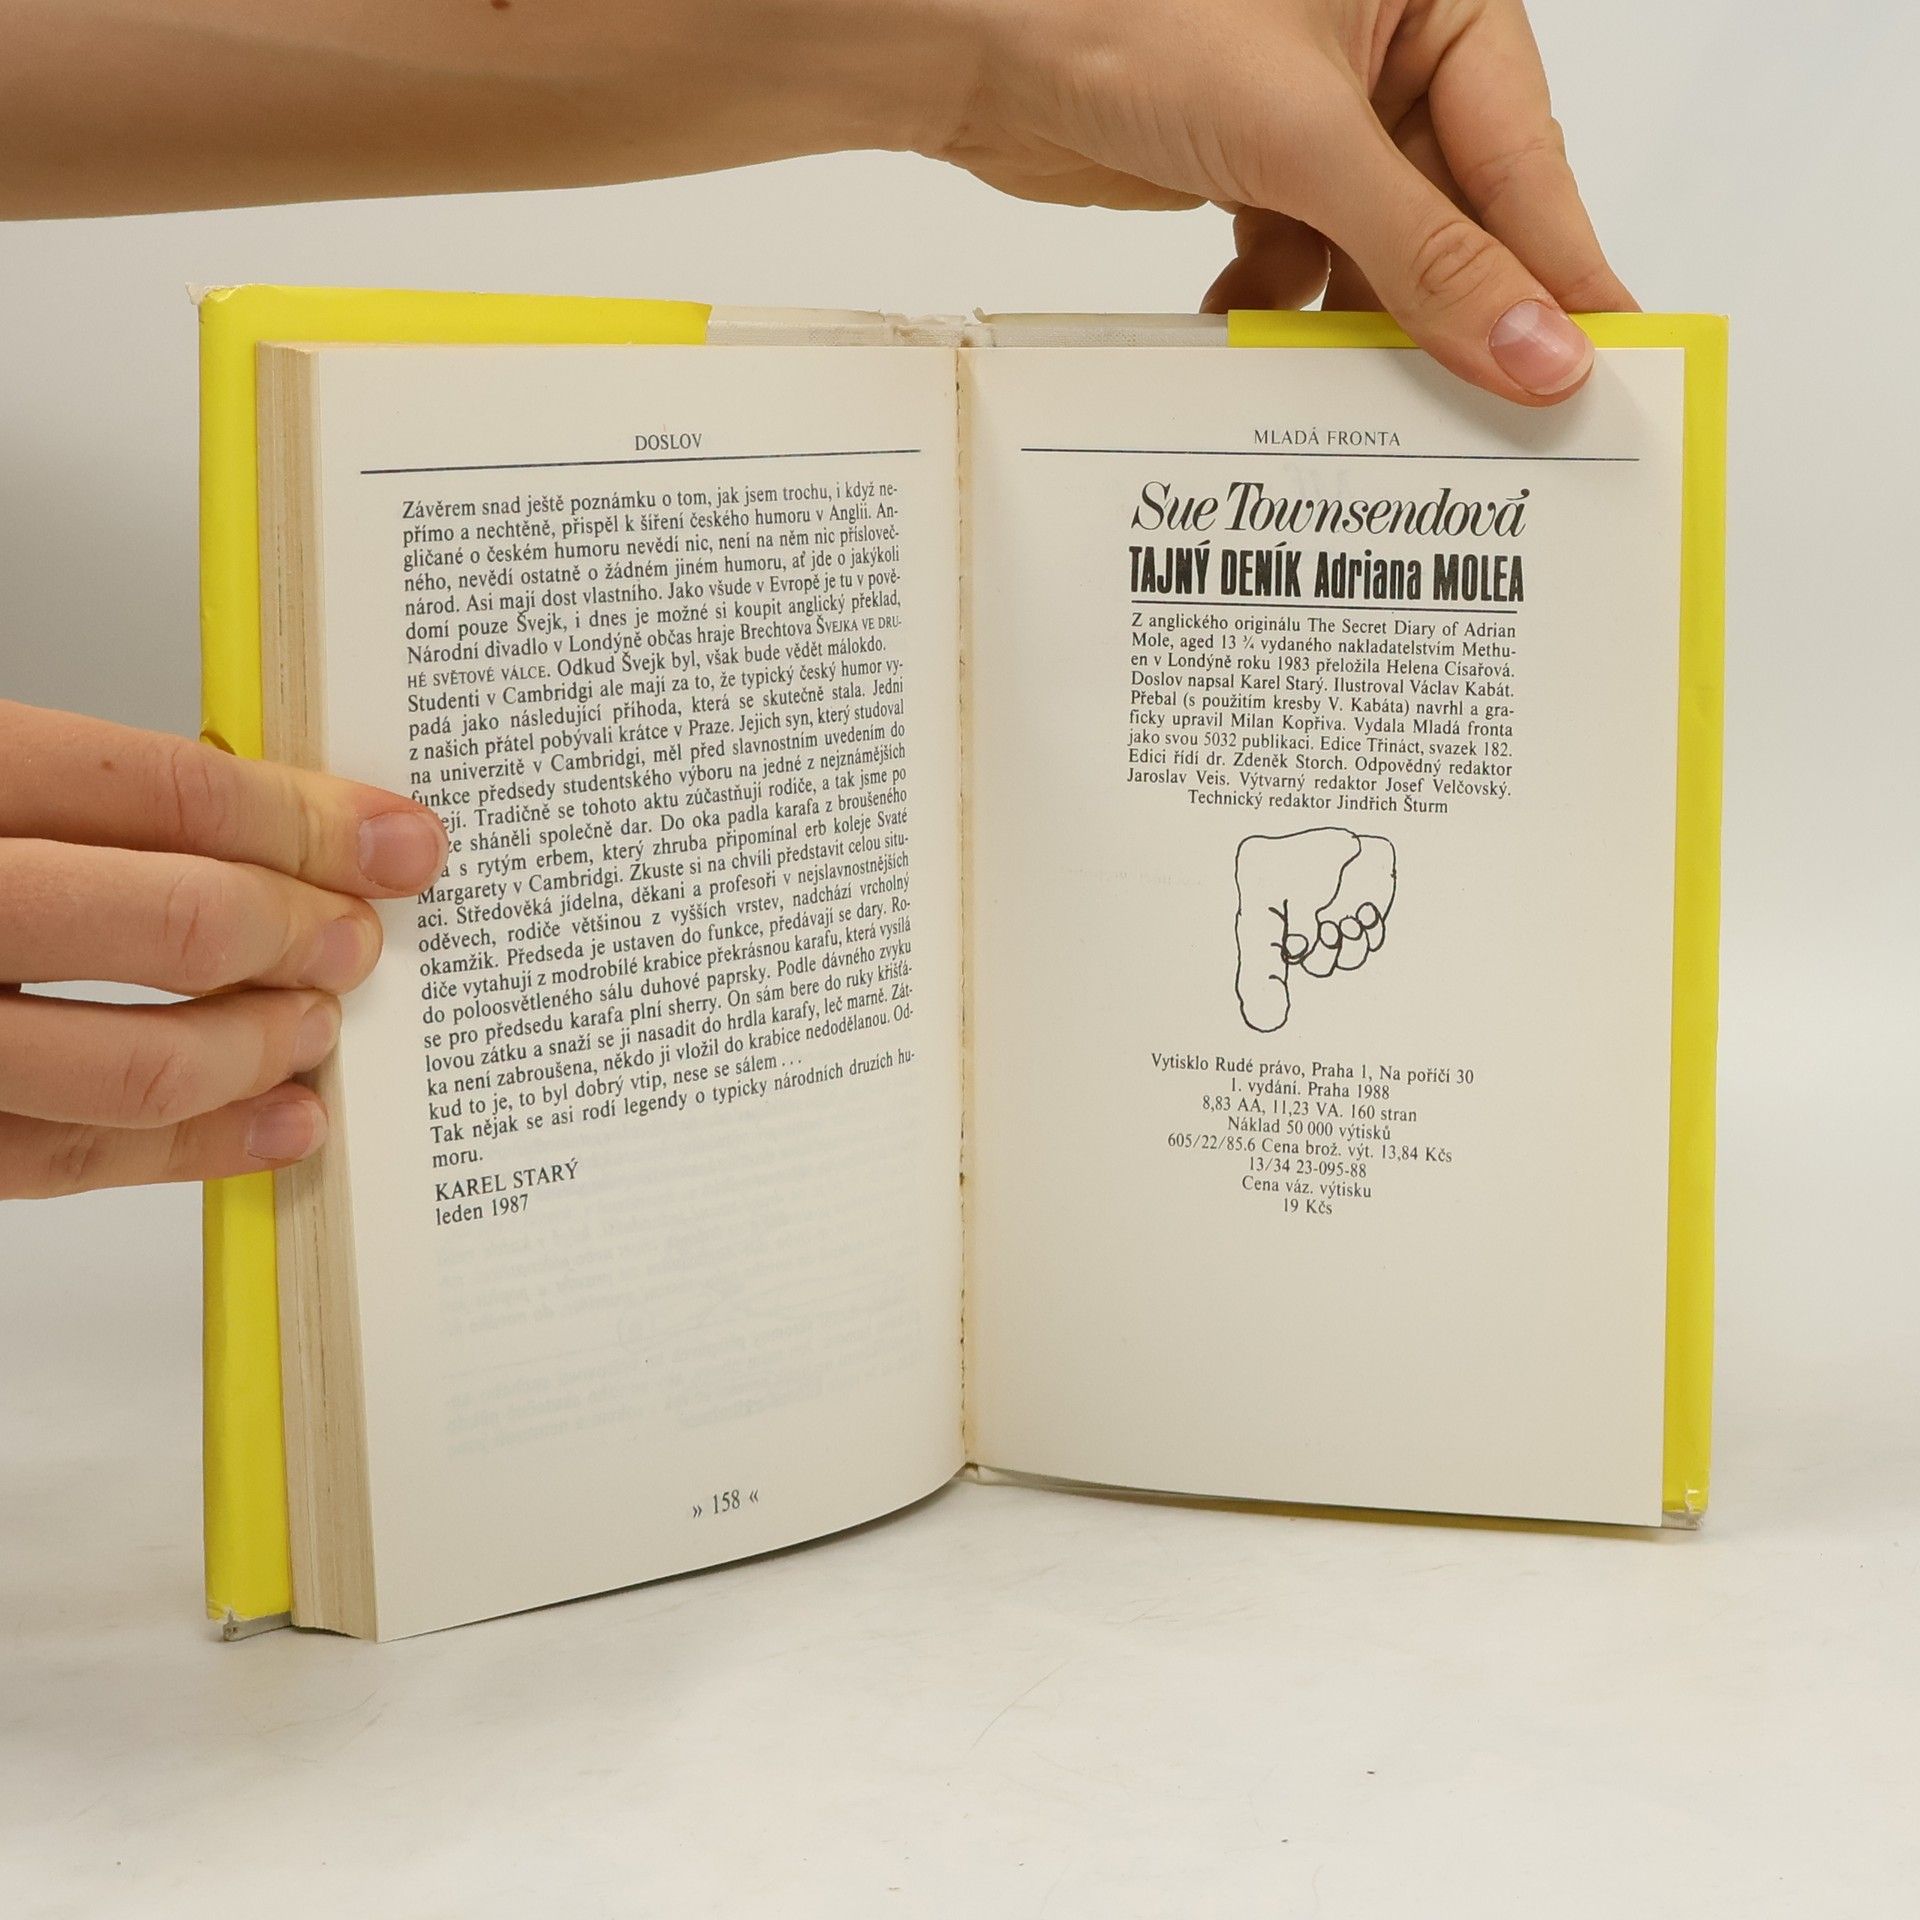 DOSLOV
Závěrem snad ještě poznámku o tom, jak jsem trochu, i když ne-
přímo a nechtěně, přispěl k šíření českého humoru v Anglii. An-
gličané o českém humoru nevědí nic, není na něm nic přísloveč-
ného, nevědí ostatně o žádném jiném humoru, ať jde o jakýkoli
národ. Asi mají dost vlastního. Jako všude v Evropě je tu v pově-
domí pouze Švejk, i dnes je možné si koupit anglický překlad,
Národní divadlo v Londýně občas hraje Brechtova ŠVEJKA VE DRU-
HÉ SVĚTOVÉ VÁLCE. Odkud Švejk byl, však bude vědět málokdo.
Studenti v Cambridgi ale mají za to, že typický český humor vy-
padá jako následující příhoda, která se skutečně stala. Jedni
z našich přátel pobývali krátce v Praze. Jejich syn, který studoval
na univerzitě v Cambridgi, měl před slavnostním uvedením do
funkce předsedy studentského výboru na jedné z nejznámějších
ejí. Tradičně se tohoto aktu zúčastňují rodiče, a tak jsme po
ze sháněli společně dar. Do oka padla karafa z broušeného
a s rytým erbem, který zhruba připomínal erb koleje Svaté
Margarety v Cambridgi. Zkuste si na chvíli představit celou situ-
aci. Středověká jídelna, děkani a profesoři v nejslavnostnějších
oděvech, rodiče většinou z vyšších vrstev, nadchází vrcholný
okamžik. Předseda je ustaven do funkce, předávají se dary. Ro-
diče vytahují z modrobílé krabice překrásnou karafu, která vysílá
do poloosvětleného sálu duhové paprsky. Podle dávného zvyku
se pro předsedu karafa plní sherry. On sám bere do ruky křišťá-
lovou zátku a snaží se ji nasadit do hrdla karafy, leč marně. Zát-
ka není zabroušena, někdo ji vložil do krabice nedodělanou. Od-
kud to je, to byl dobrý vtip, nese se sálem . . .
Tak nějak se asi rodí legendy o typicky národních druzích hu-
moru.
KAREL STARÝ
leden 1987
» 158 «
MLADÁ FRONTA
Sue Townsendová
TAJNÝ DENÍK Adriana MOLEA
Z anglického originálu The Secret Diary of Adrian
Mole, aged 13 ¾ vydaného nakladatelstvím Methu-
en v Londýně roku 1983 přeložila Helena Císařová.
Doslov napsal Karel Starý. Ilustroval Václav Kabát.
Přebal (s použitím kresby V. Kabáta) navrhl a gra-
ficky upravil Milan Kopřiva. Vydala Mladá fronta
jako svou 5032 publikaci. Edice Třináct, svazek 182.
Edici řídí dr. Zdeněk Storch. Odpovědný redaktor
Jaroslav Veis. Výtvarný redaktor Josef Velčovský.
Technický redaktor Jindřich Šturm
Vytisklo Rudé právo, Praha 1, Na poříčí 30
1. vydání. Praha 1988
8,83 AA, 11,23 VA. 160 stran
Náklad 50 000 výtisků
605/22/85.6 Cena brož. výt. 13,84 Kčs
13/34 23-095-88
Cena váz. výtisku
19 Kčs